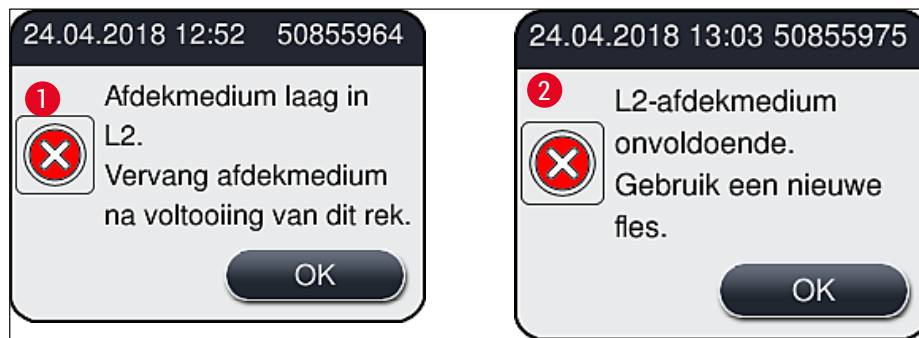 24.04.2018 12:52 50855964
1
Afdekmedium laag in
L2.
Vervang afdekmedium
na voltooiing van dit rek.
OK
24.04.2018 13:03 50855975
2
L2-afdekmedium
onvoldoende.
Gebruik een nieuwe
fles.
OK